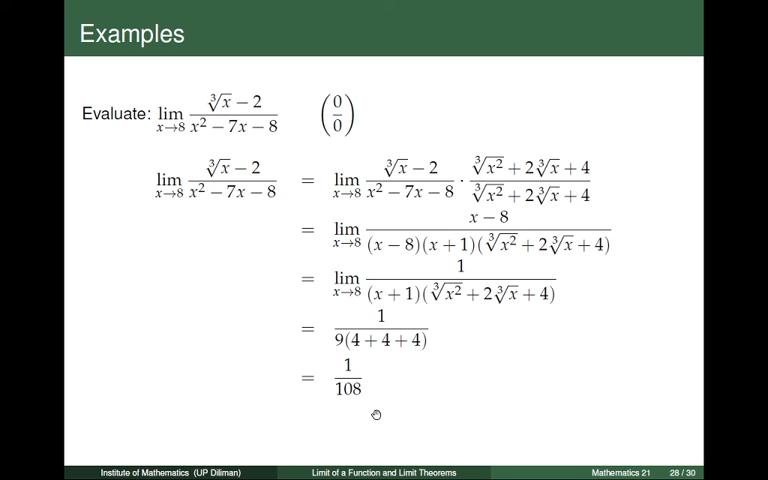 Examples
Evaluate: lim_{x→8} (∛x − 2)/(x² − 7x − 8) (0/0)
lim_{x→8} (∛x − 2)/(x² − 7x − 8) = lim_{x→8} (∛x − 2)/(x² − 7x − 8) · (∛x² + 2∛x + 4)/(∛x² + 2∛x + 4)
= lim_{x→8} (x − 8)/((x − 8)(x + 1)(∛x² + 2∛x + 4))
= lim_{x→8} 1/((x + 1)(∛x² + 2∛x + 4))
= 1/(9(4 + 4 + 4))
= 1/108
Institute of Mathematics (UP Diliman) Limit of a Function and Limit Theorems Mathematics 21 28 / 30